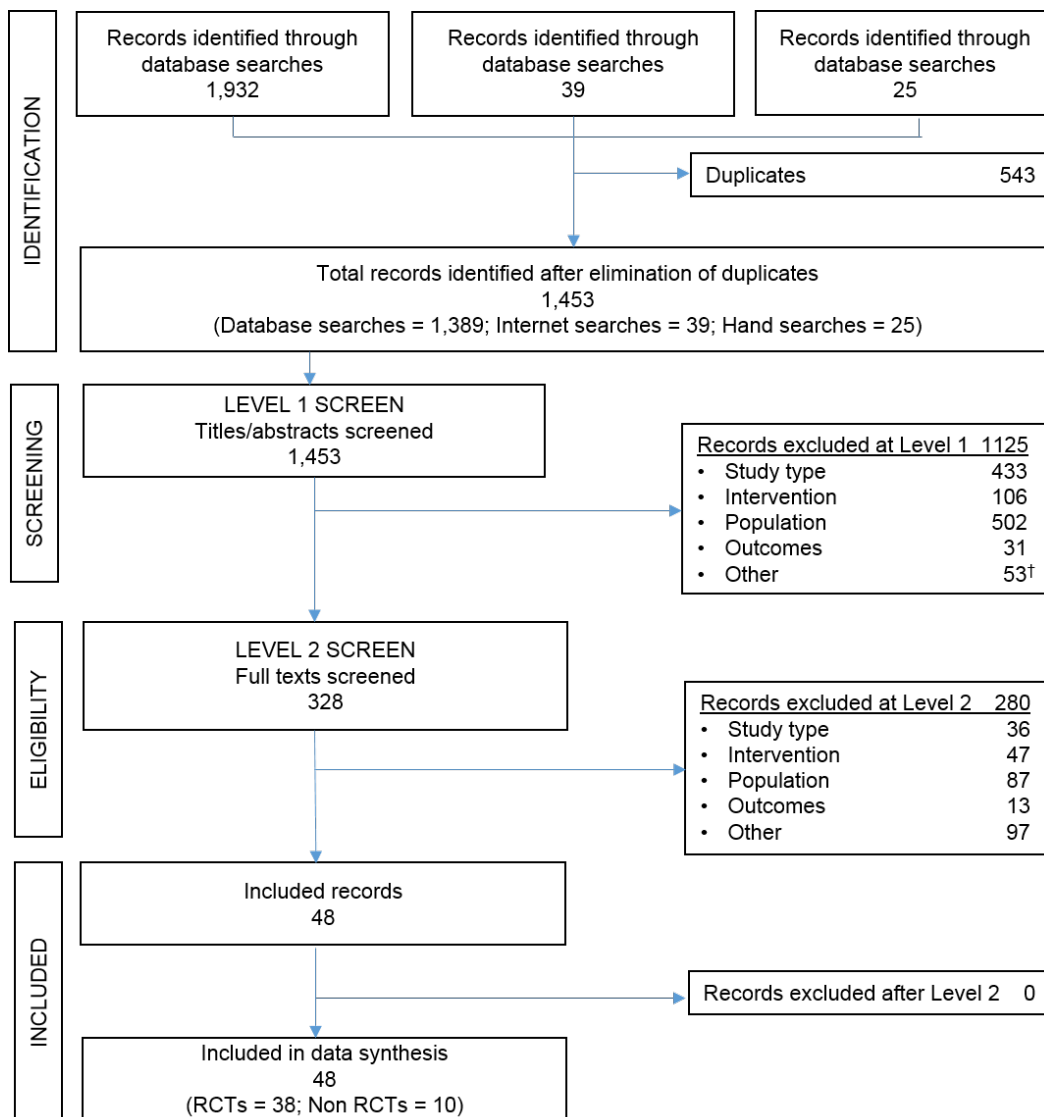 IDENTIFICATION
Records identified through
database searches
1,932
Records identified through
database searches
39
Records identified through
database searches
25
Duplicates 543
Total records identified after elimination of duplicates
1,453
(Database searches = 1,389; Internet searches = 39; Hand searches = 25)
SCREENING
LEVEL 1 SCREEN
Titles/abstracts screened
1,453
Records excluded at Level 1 1125
• Study type 433
• Intervention 106
• Population 502
• Outcomes 31
• Other 53†
ELIGIBILITY
LEVEL 2 SCREEN
Full texts screened
328
Records excluded at Level 2 280
• Study type 36
• Intervention 47
• Population 87
• Outcomes 13
• Other 97
INCLUDED
Included records
48
Records excluded after Level 2 0
Included in data synthesis
48
(RCTs = 38; Non RCTs = 10)